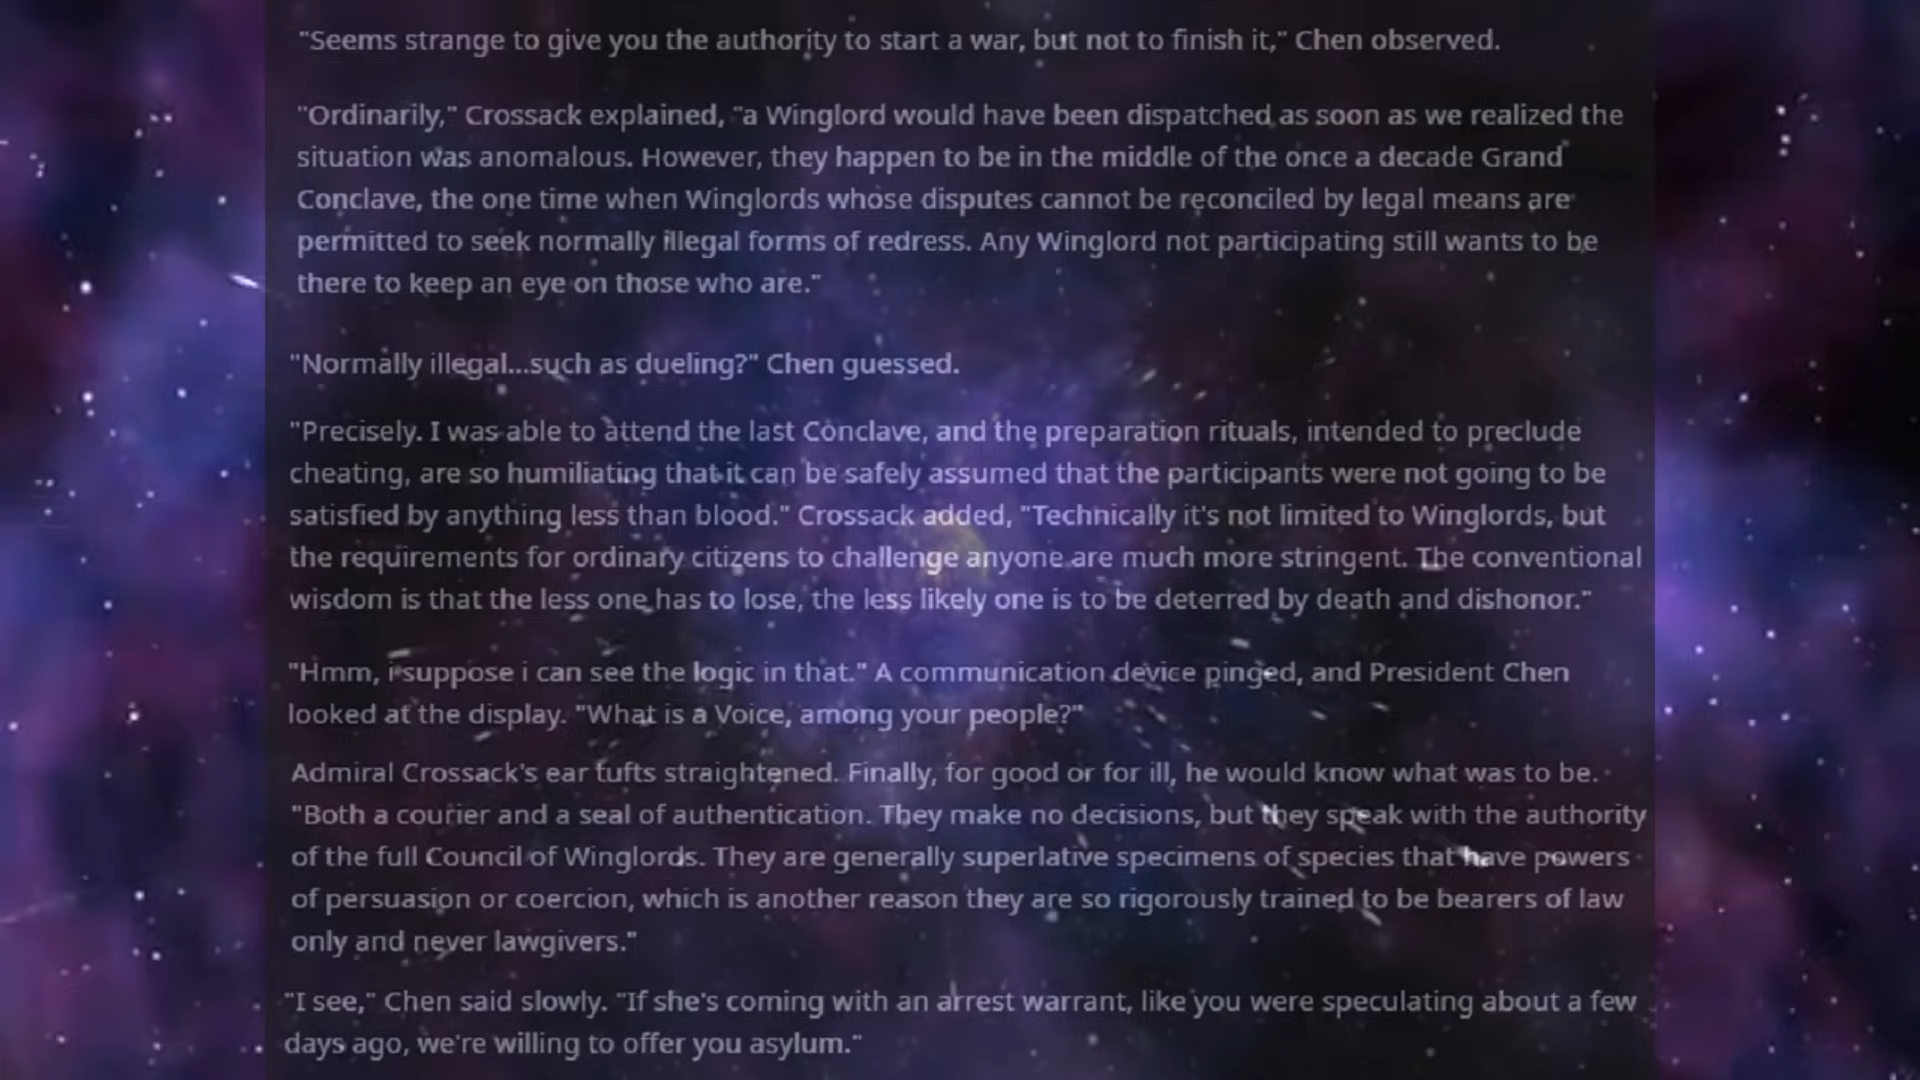 "Seems strange to give you the authority to start a war, but not to finish it," Chen observed.
"Ordinarily," Crossack explained, "a Winglord would have been dispatched as soon as we realized the
situation was anomalous. However, they happen to be in the middle of the once a decade Grand
Conclave, the one time when Winglords whose disputes cannot be reconciled by legal means are
permitted to seek normally illegal forms of redress. Any Winglord not participating still wants to be
there to keep an eye on those who are."
"Normally illegal...such as dueling?" Chen guessed.
"Precisely. I was able to attend the last Conclave, and the preparation rituals, intended to preclude
cheating, are so humiliating that it can be safely assumed that the participants were not going to be
satisfied by anything less than blood." Crossack added, "Technically it's not limited to Winglords, but
the requirements for ordinary citizens to challenge anyone are much more stringent. The conventional
wisdom is that the less one has to lose, the less likely one is to be deterred by death and dishonor."
"Hmm, i suppose i can see the logic in that." A communication device pinged, and President Chen
looked at the display. "What is a Voice, among your people?"
Admiral Crossack's ear tufts straightened. Finally, for good or for ill, he would know what was to be.
"Both a courier and a seal of authentication. They make no decisions, but they speak with the authority
of the full Council of Winglords. They are generally superlative specimens of species that have powers
of persuasion or coercion, which is another reason they are so rigorously trained to be bearers of law
only and never lawgivers."
"I see," Chen said slowly. "If she's coming with an arrest warrant, like you were speculating about a few
days ago, we're willing to offer you asylum."